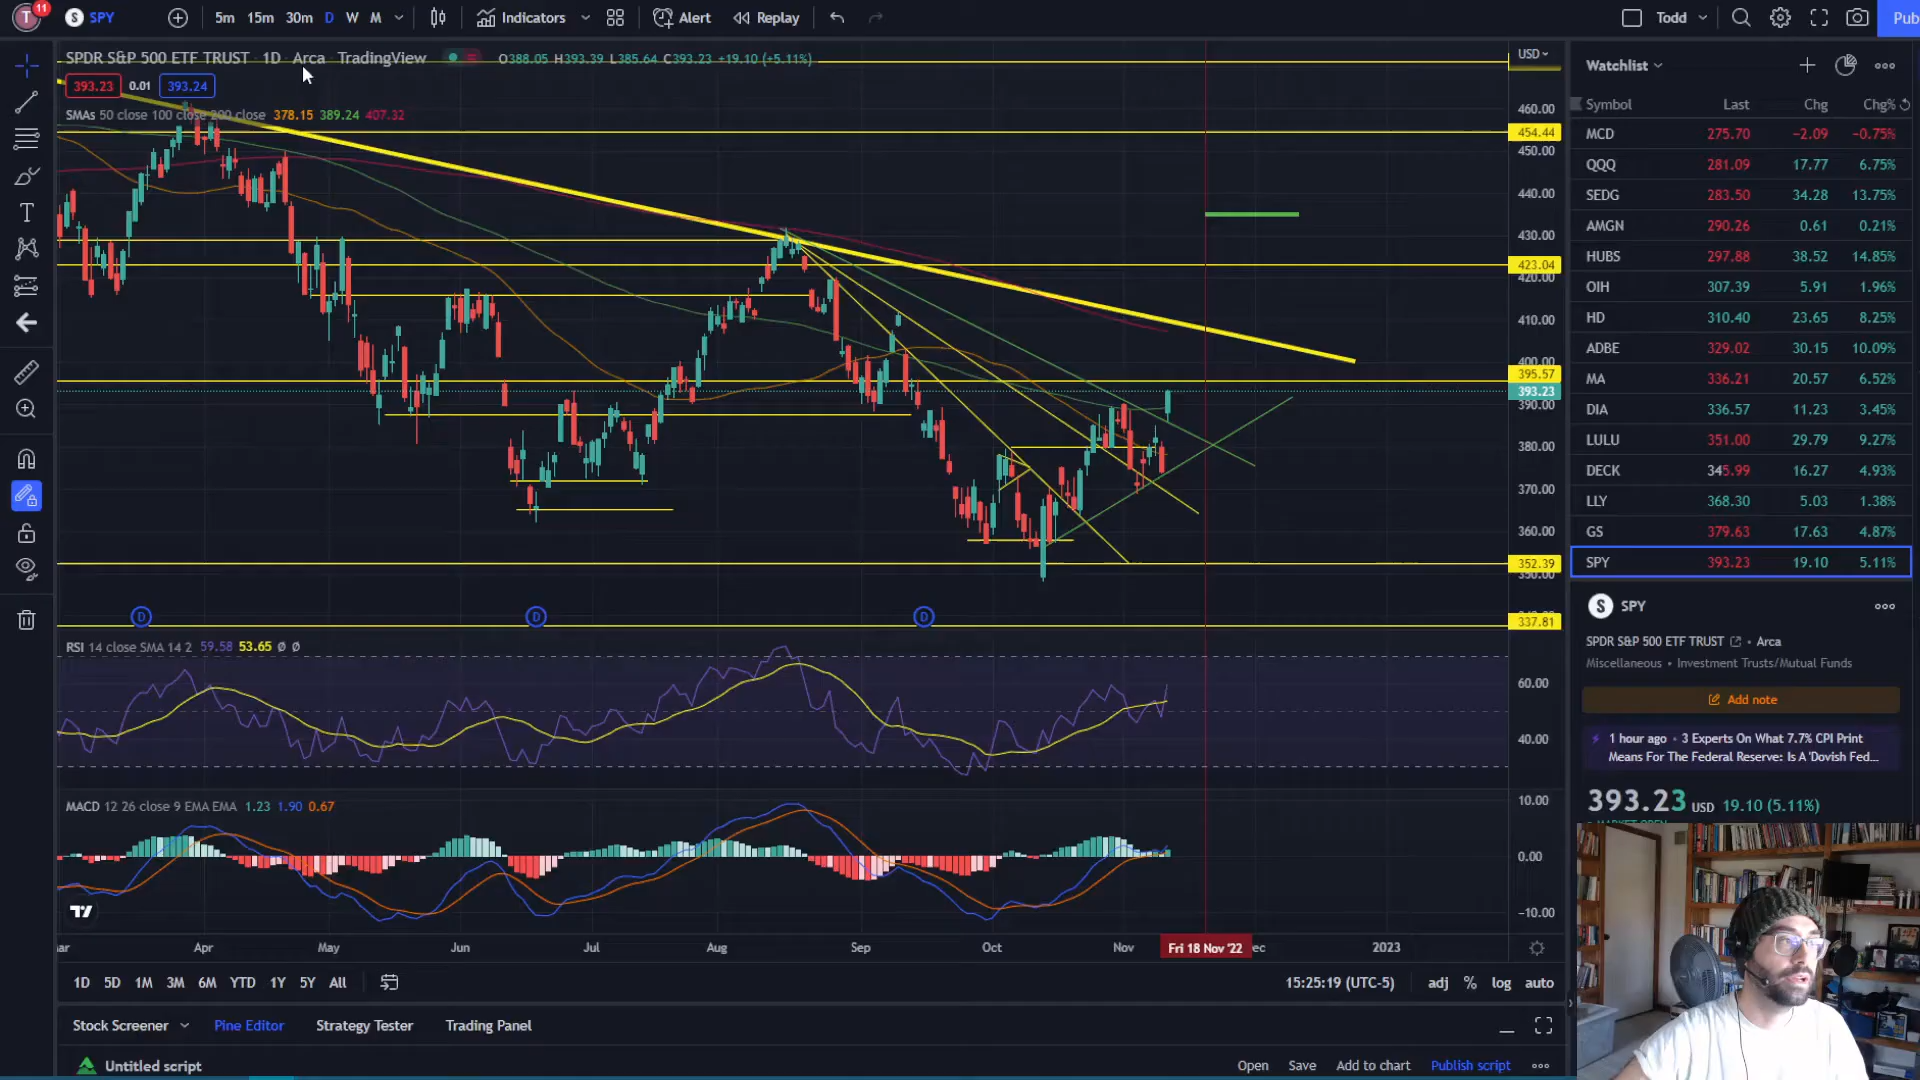 T 11 S SPY 5m 15m 30m D W M Indicators Alert Replay Todd Pub
SPDR S&P 500 ETF TRUST · 1D · Arca · TradingView O388.05 H393.39 L385.64 C393.23 +19.10 (+5.11%)
393.23 0.01 393.24
SMAs 50 close 100 close 200 close 378.15 389.24 407.32
USD
460.00
454.44
450.00
440.00
430.00
423.04
420.00
410.00
400.00
395.57
393.23
390.00
380.00
370.00
360.00
352.39
350.00
337.81
D D D
RSI 14 close SMA 14 2 59.58 53.65 Ø Ø
60.00
40.00
MACD 12 26 close 9 EMA EMA 1.23 1.90 0.67
10.00
0.00
−10.00
ar Apr May Jun Jul Aug Sep Oct Nov Fri 18 Nov '22 ec 2023
1D 5D 1M 3M 6M YTD 1Y 5Y All 15:25:19 (UTC-5) adj % log auto
Stock Screener Pine Editor Strategy Tester Trading Panel
Untitled script Open Save Add to chart Publish script
Watchlist
Symbol Last Chg Chg%
MCD 275.70 −2.09 −0.75%
QQQ 281.09 17.77 6.75%
SEDG 283.50 34.28 13.75%
AMGN 290.26 0.61 0.21%
HUBS 297.88 38.52 14.85%
OIH 307.39 5.91 1.96%
HD 310.40 23.65 8.25%
ADBE 329.02 30.15 10.09%
MA 336.21 20.57 6.52%
DIA 336.57 11.23 3.45%
LULU 351.00 29.79 9.27%
DECK 345.99 16.27 4.93%
LLY 368.30 5.03 1.38%
GS 379.63 17.63 4.87%
SPY 393.23 19.10 5.11%
S SPY
SPDR S&P 500 ETF TRUST • Arca
Miscellaneous • Investment Trusts/Mutual Funds
Add note
1 hour ago • 3 Experts On What 7.7% CPI Print
Means For The Federal Reserve: Is A 'Dovish Fed...
393.23 USD 19.10 (5.11%)